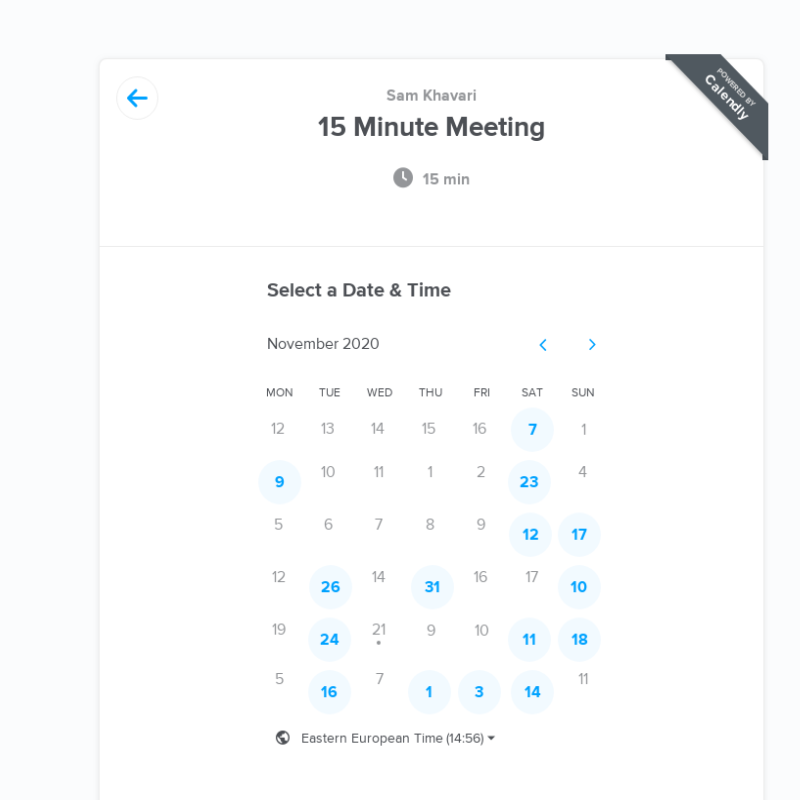 POWERED BY
Calendly
Sam Khavari
15 Minute Meeting
15 min
Select a Date & Time
November 2020
MON TUE WED THU FRI SAT SUN
12 13 14 15 16 7 1
9 10 11 1 2 23 4
5 6 7 8 9 12 17
12 26 14 31 16 17 10
19 24 21 9 10 11 18
5 16 7 1 3 14 11
Eastern European Time (14:56)